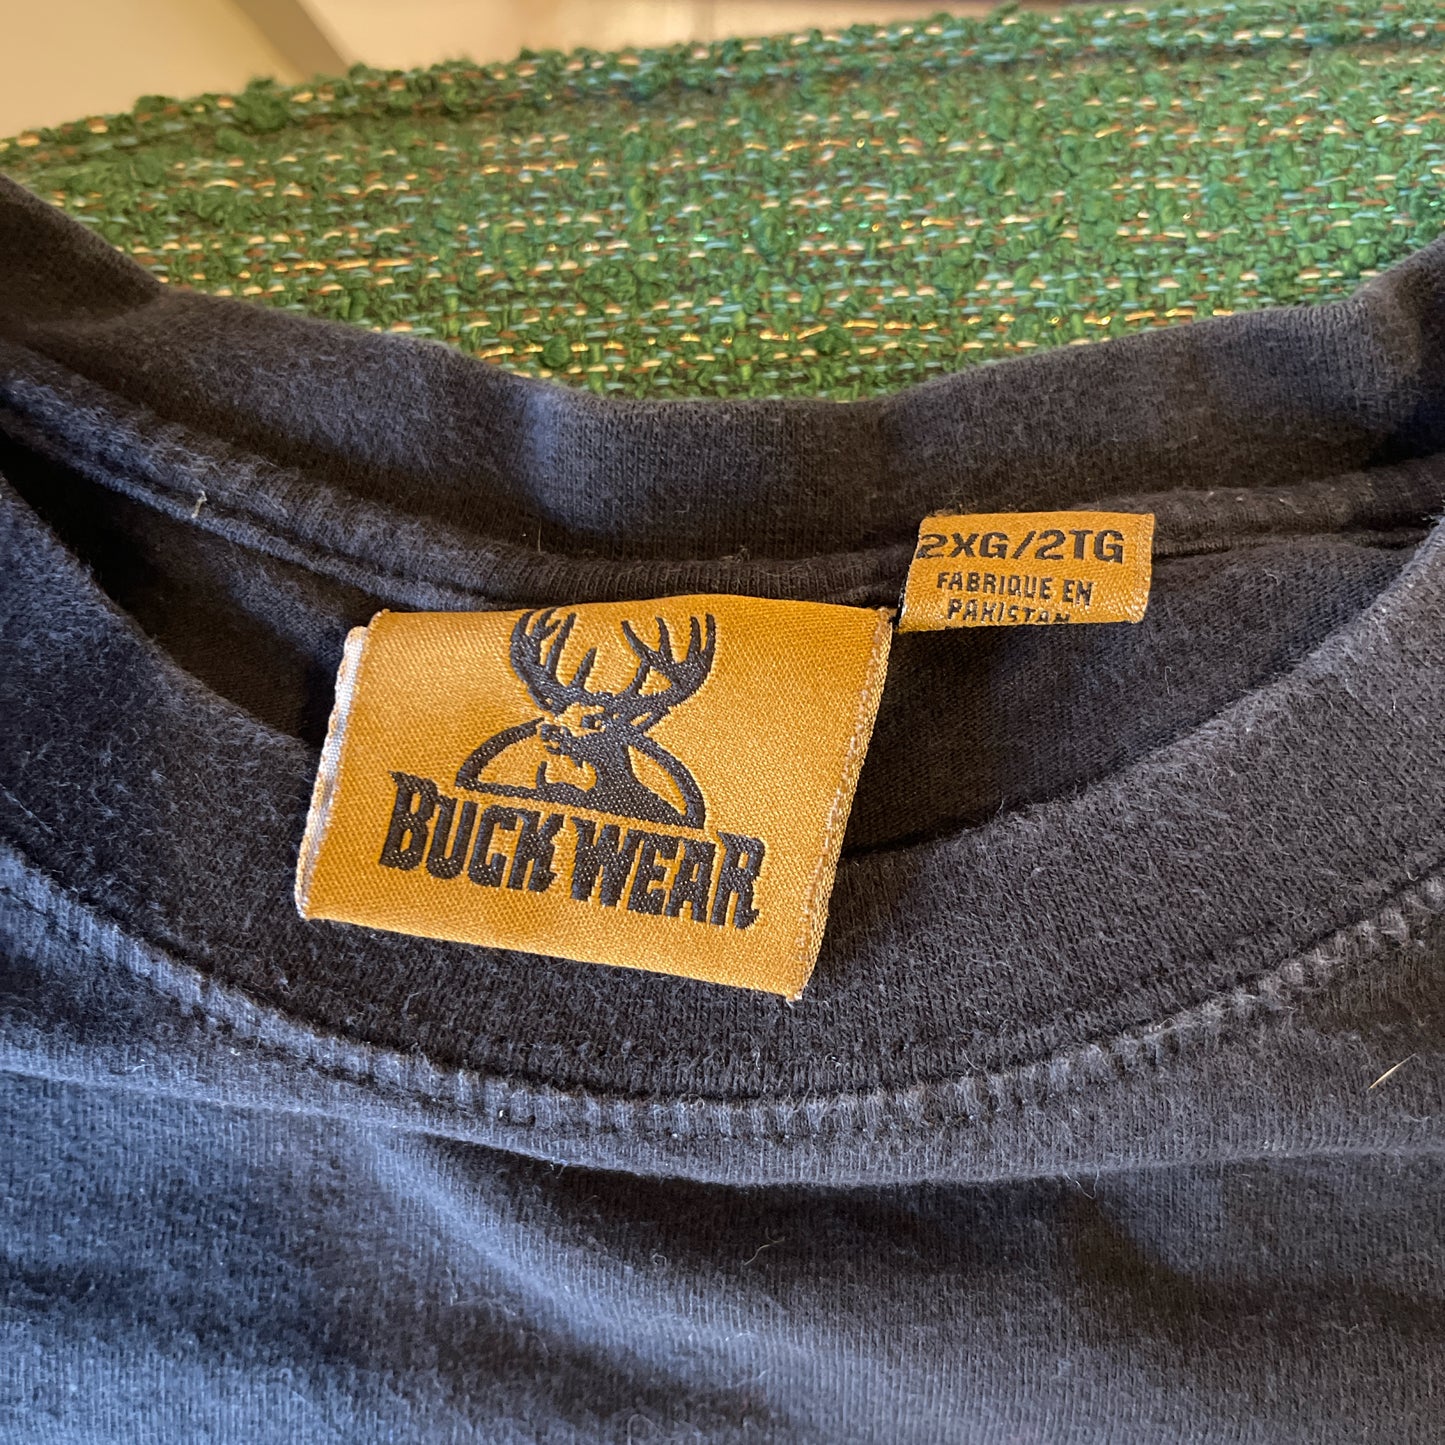 2XG/2TG
FABRIQUE EN
PAKISTAN
BUCK WEAR